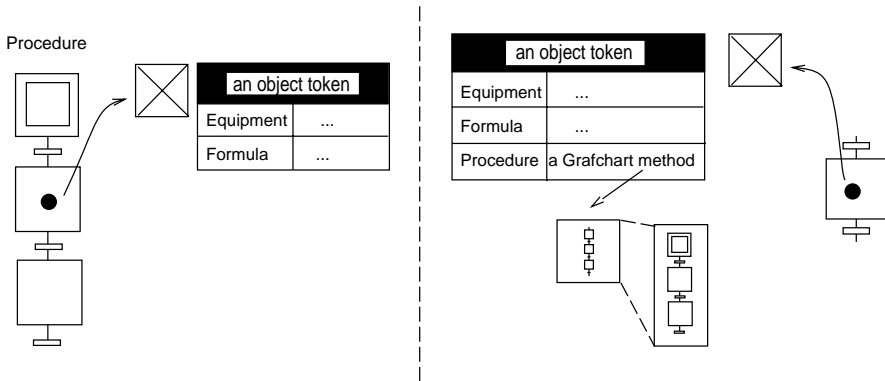 Procedure
an object token
Equipment ...
Formula ...
an object token
Equipment ...
Formula ...
Procedure a Grafchart method